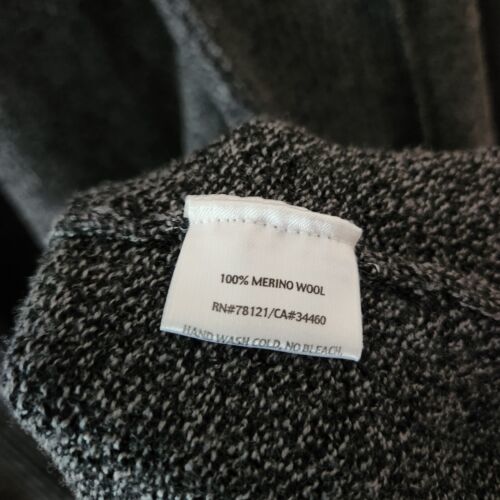 100% MERINO WOOL
RN#78121/CA#34460
HAND WASH COLD. NO BLEACH.